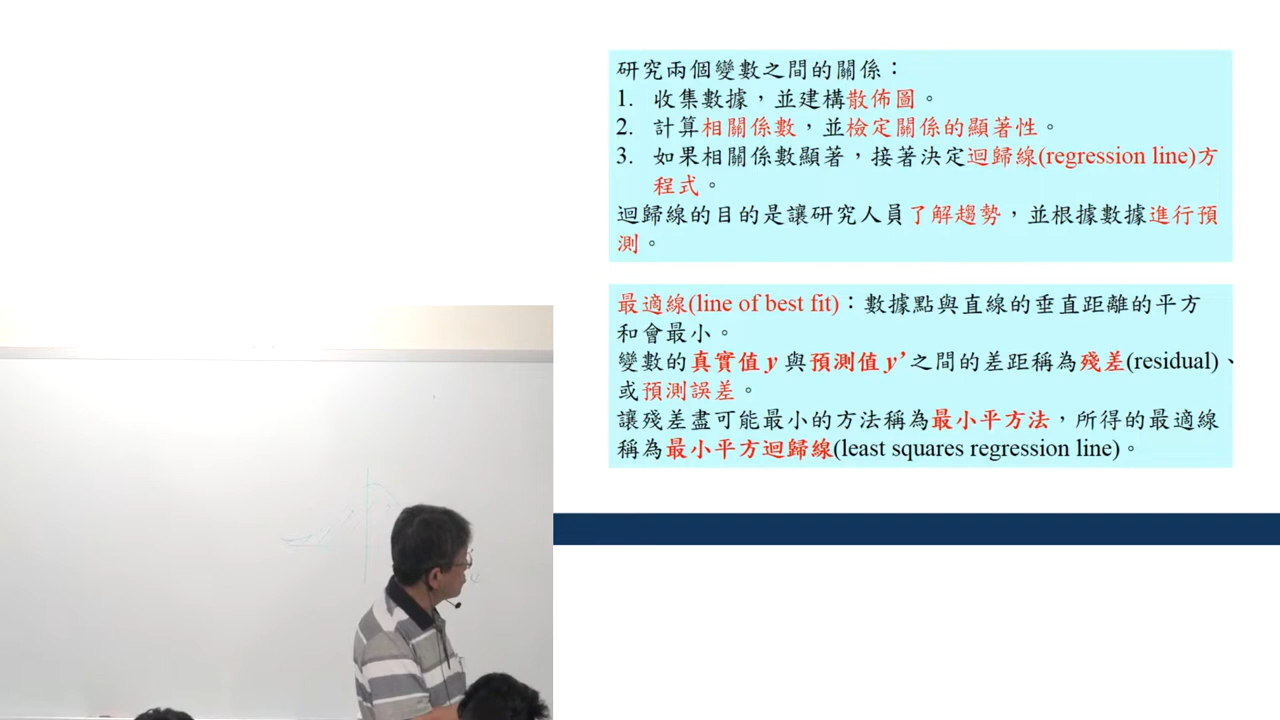 研究兩個變數之間的關係：
1. 收集數據，並建構散佈圖。
2. 計算相關係數，並檢定關係的顯著性。
3. 如果相關係數顯著，接著決定迴歸線(regression line)方
程式。
迴歸線的目的是讓研究人員了解趨勢，並根據數據進行預
測。
最適線(line of best fit)：數據點與直線的垂直距離的平方
和會最小。
變數的真實值 y 與預測值 y’ 之間的差距稱為殘差(residual)、
或預測誤差。
讓殘差盡可能最小的方法稱為最小平方法，所得的最適線
稱為最小平方迴歸線(least squares regression line)。